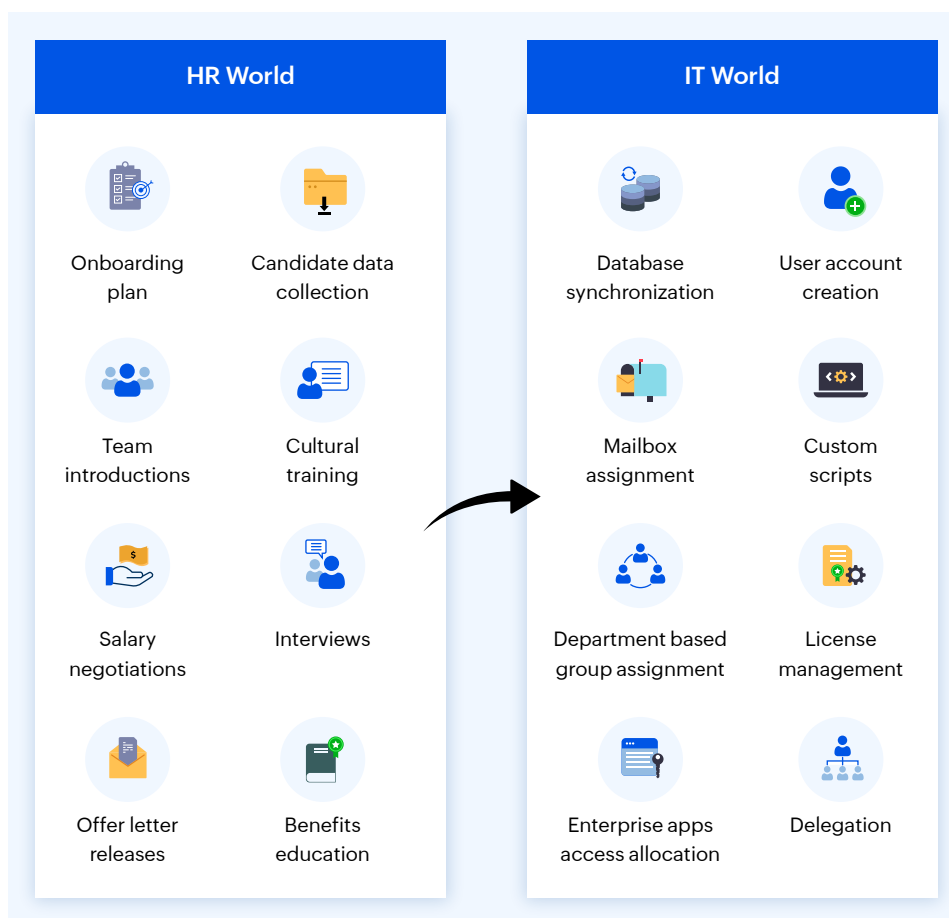 HR World
Onboarding
plan
Candidate data
collection
Team
introductions
Cultural
training
Salary
negotiations
Interviews
Offer letter
releases
Benefits
education
IT World
Database
synchronization
User account
creation
Mailbox
assignment
Custom
scripts
Department based
group assignment
License
management
Enterprise apps
access allocation
Delegation